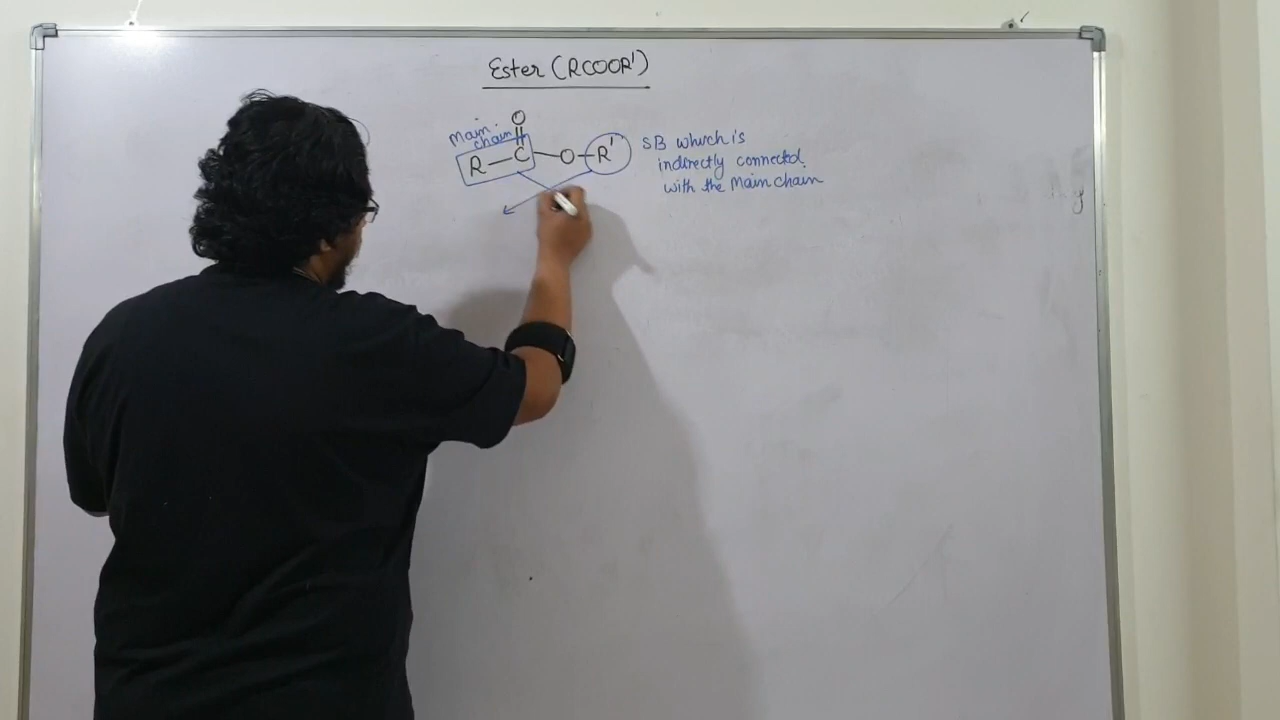 Ester (RCOOR')
O
Main
chain
R — C — O — R'
SB which is
indirectly connected
with the Main chain
y